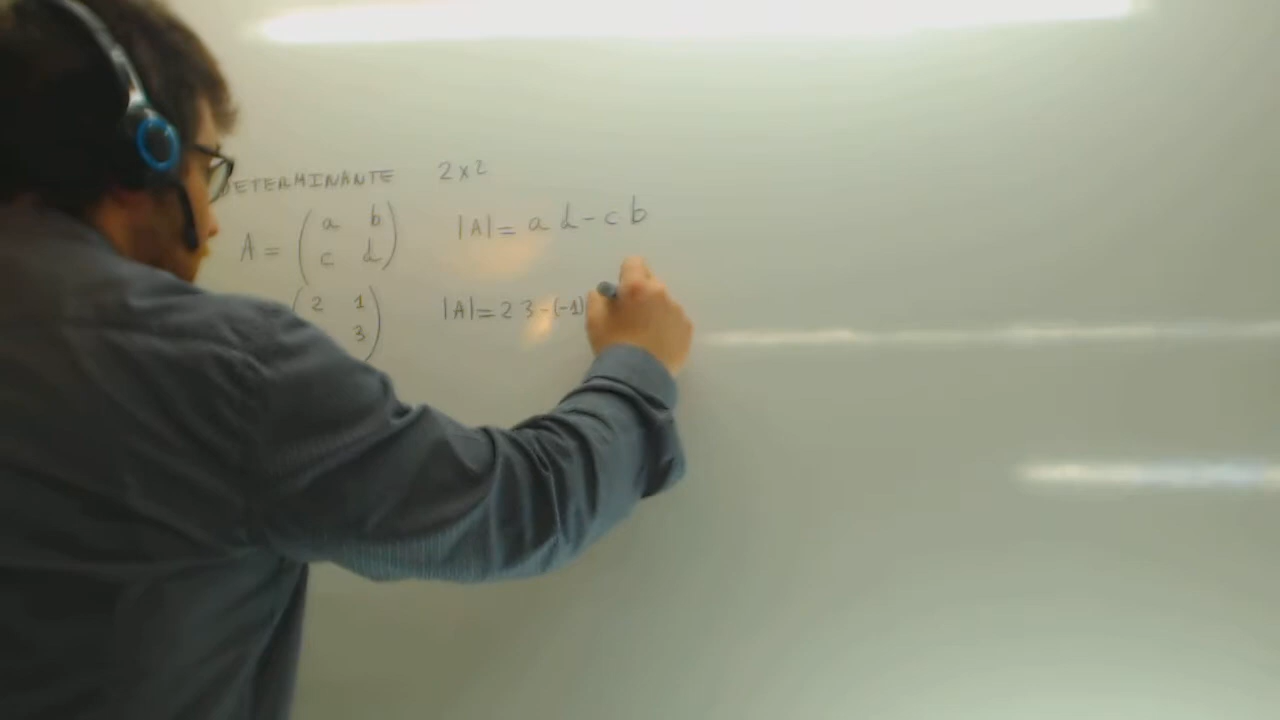 DETERMINANTE 2x2
A = ( a b
c d ) |A| = a d - c b
( 2 1
3 ) |A| = 2 3 - (-1)